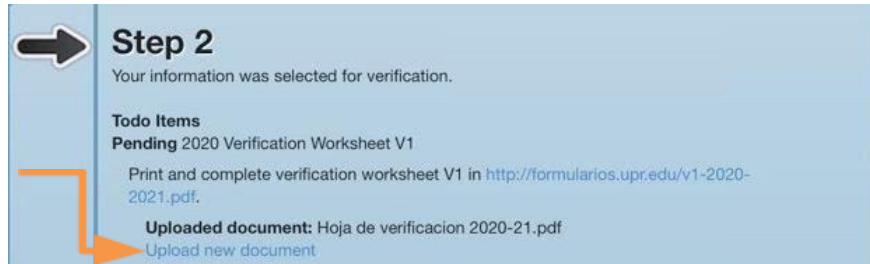 Step 2
Your information was selected for verification.
Todo Items
Pending 2020 Verification Worksheet V1
Print and complete verification worksheet V1 in http://formularios.upr.edu/v1-2020-
2021.pdf.
Uploaded document: Hoja de verificacion 2020-21.pdf
Upload new document